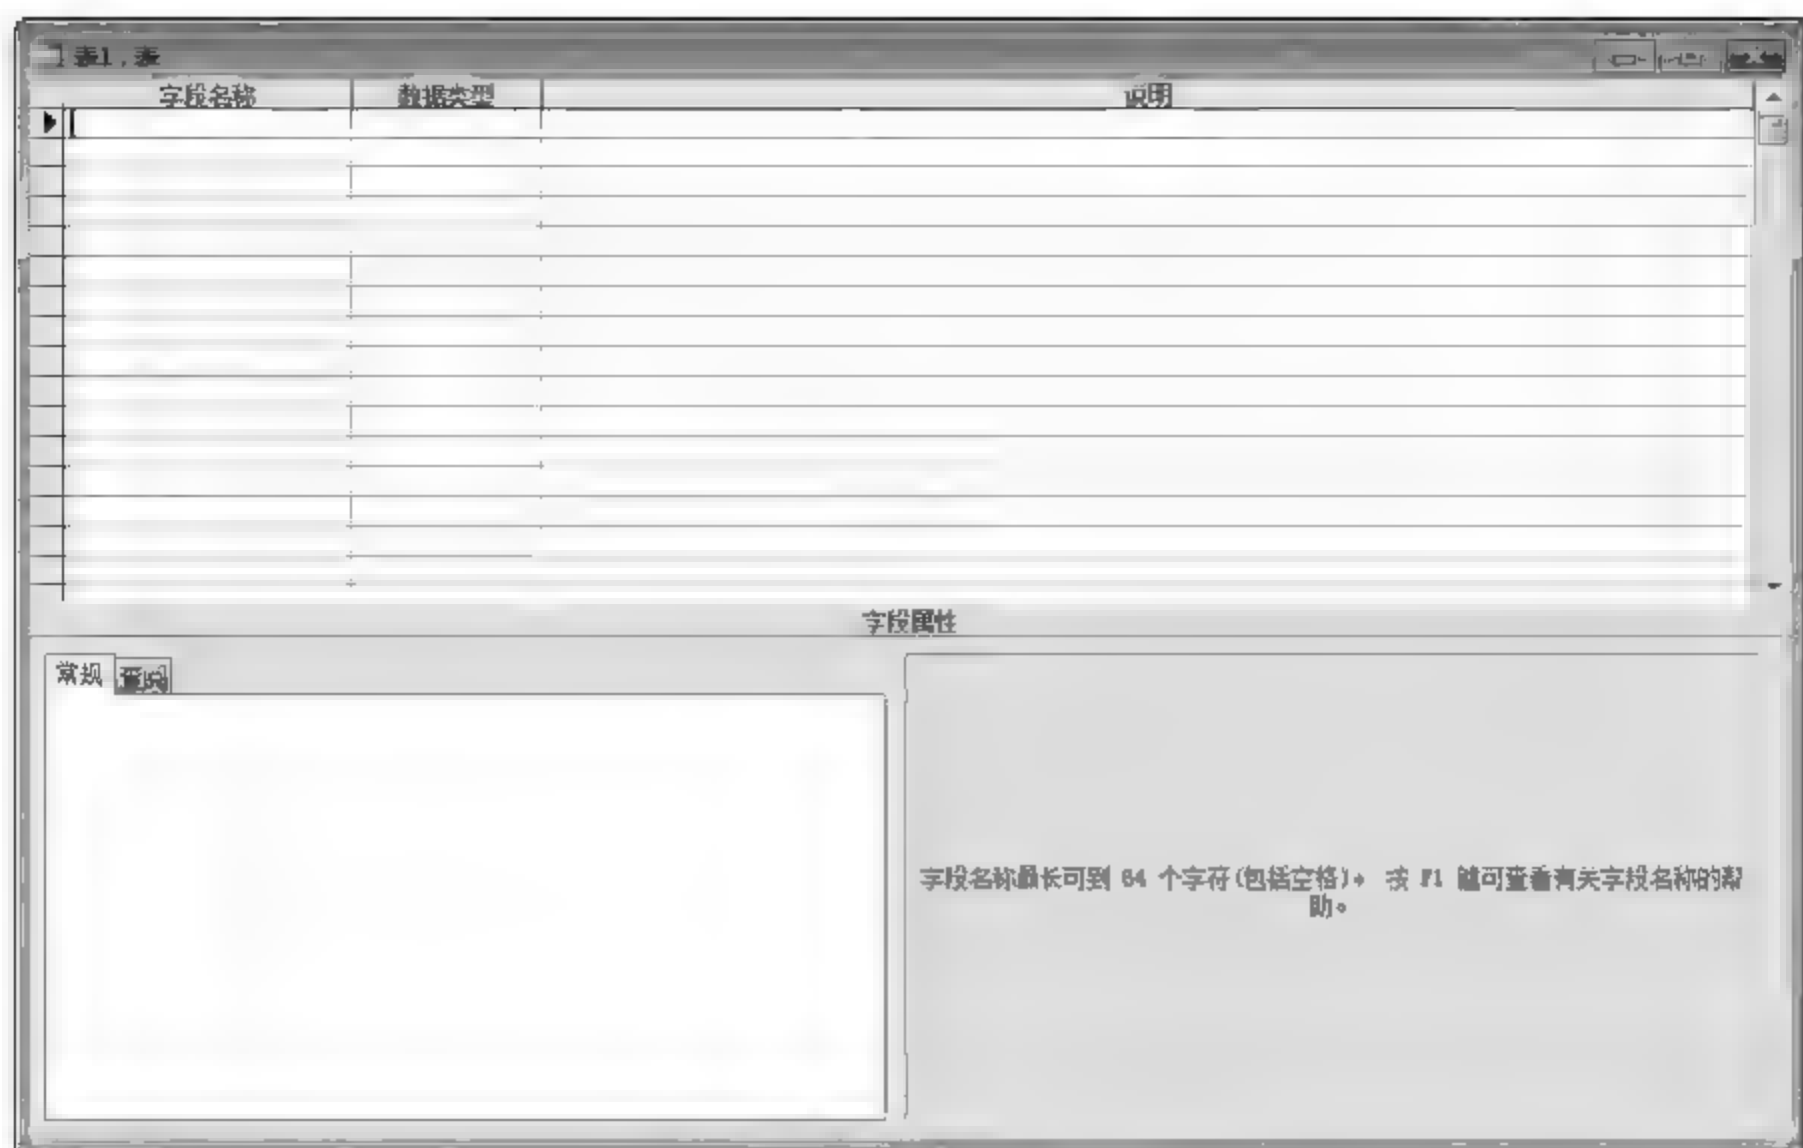 表1 : 表
字段名称 数据类型 说明
字段属性
常规 查阅
字段名称最长可到 64 个字符(包括空格)。 按 F1 键可查看有关字段名称的帮
助。